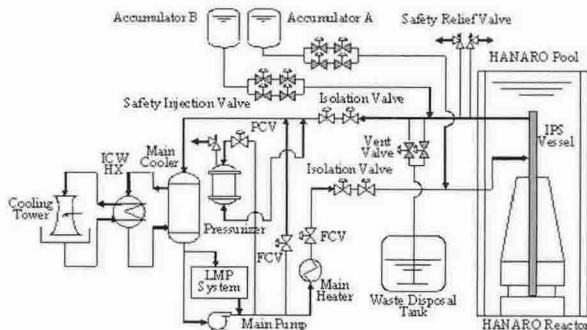 Accumulator B
Accumulator A
Safety Relief Valve
HANARO Pool
Safety Injection Valve
Isolation Valve
PCV
Main
Cooler
ICW
HX
Vent
Valve
IPS
Vessel
Isolation Valve
Cooling
Tower
Pressurizer
FCV
FCV
LMP
System
Main
Heater
Main Pump
Waste Disposal
Tank
HANARO Reactor